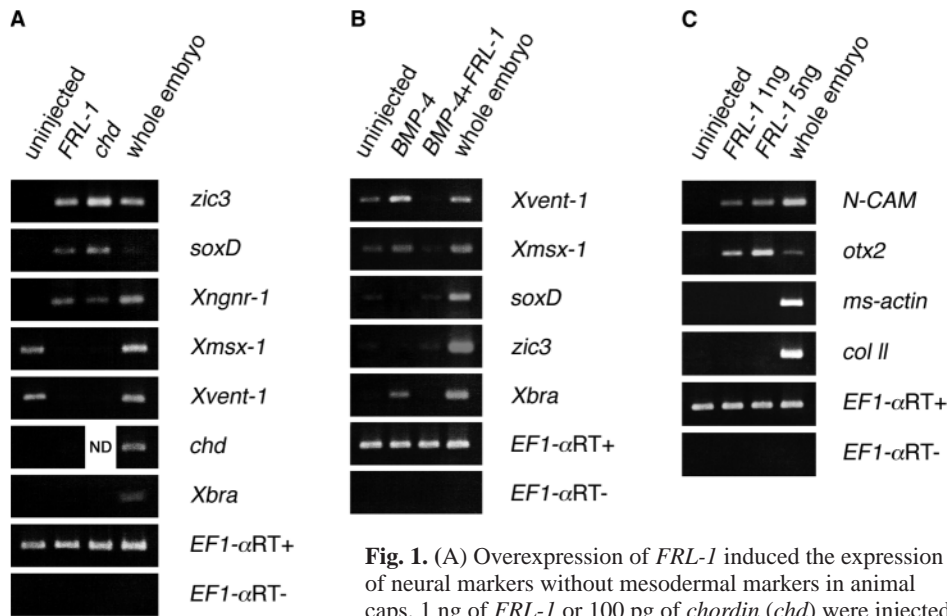 A
uninjected
FRL-1
chd
whole embryo
zic3
soxD
Xngnr-1
Xmsx-1
Xvent-1
ND
chd
Xbra
EF1-αRT+
EF1-αRT-
B
uninjected
BMP-4
BMP-4+FRL-1
whole embryo
Xvent-1
Xmsx-1
soxD
zic3
Xbra
EF1-αRT+
EF1-αRT-
C
uninjected
FRL-1 1ng
FRL-1 5ng
whole embryo
N-CAM
otx2
ms-actin
col II
EF1-αRT+
EF1-αRT-
Fig. 1. (A) Overexpression of FRL-1 induced the expression
of neural markers without mesodermal markers in animal
caps. 1 ng of FRL-1 or 100 pg of chordin (chd) were injected